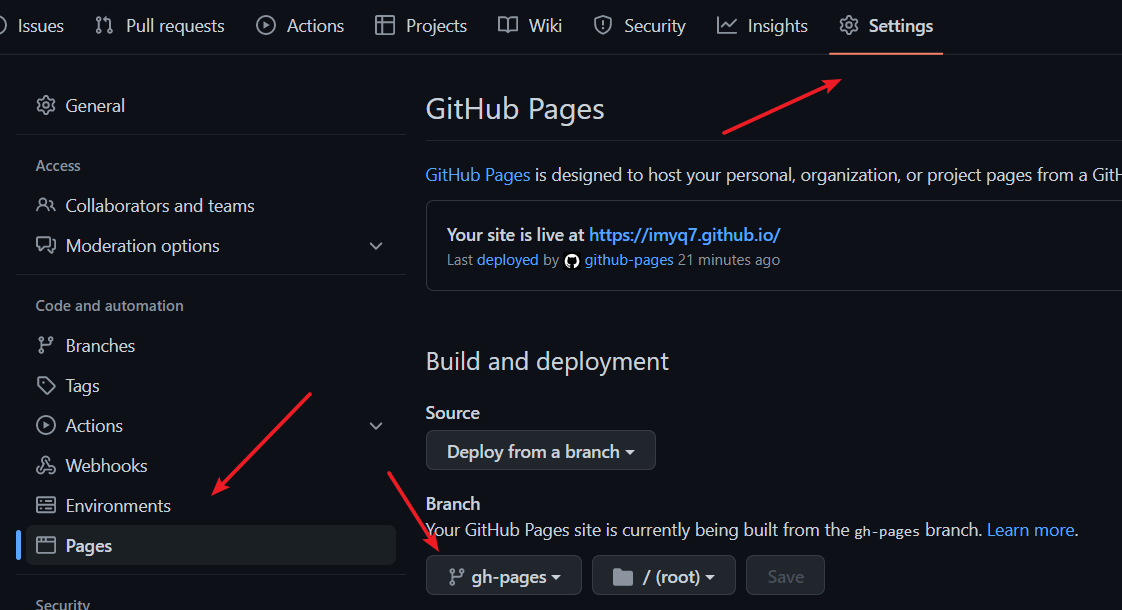 Issues Pull requests Actions Projects Wiki Security Insights Settings
General
Access
Collaborators and teams
Moderation options
Code and automation
Branches
Tags
Actions
Webhooks
Environments
Pages
Security
GitHub Pages
GitHub Pages is designed to host your personal, organization, or project pages from a GitH
Your site is live at https://imyq7.github.io/
Last deployed by github-pages 21 minutes ago
Build and deployment
Source
Deploy from a branch
Branch
Your GitHub Pages site is currently being built from the gh-pages branch. Learn more.
gh-pages / (root) Save